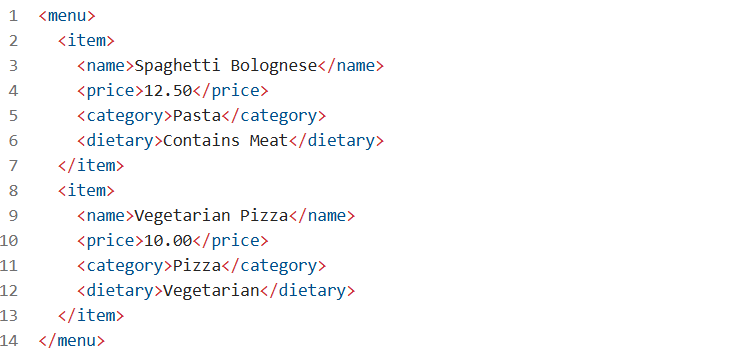 1 <menu>
2   <item>
3     <name>Spaghetti Bolognese</name>
4     <price>12.50</price>
5     <category>Pasta</category>
6     <dietary>Contains Meat</dietary>
7   </item>
8   <item>
9     <name>Vegetarian Pizza</name>
10     <price>10.00</price>
11     <category>Pizza</category>
12     <dietary>Vegetarian</dietary>
13   </item>
14 </menu>